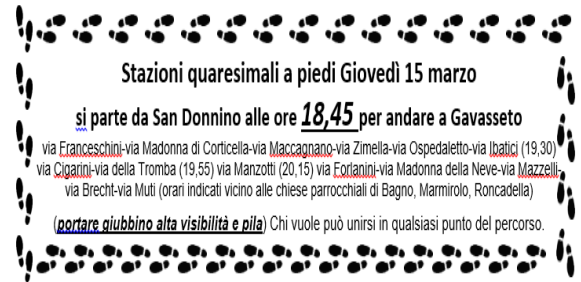 Stazioni quaresimali a piedi Giovedì 15 marzo
si parte da San Donnino alle ore 18,45 per andare a Gavasseto
via Franceschini-via Madonna di Corticella-via Maccagnano-via Zimella-via Ospedaletto-via Ibatici (19,30)
via Cigarini-via della Tromba (19,55) via Manzotti (20,15) via Forlanini-via Madonna della Neve-via Mazzelli-
via Brecht-via Muti (orari indicati vicino alle chiese parrocchiali di Bagno, Marmirolo, Roncadella)
(portare giubbino alta visibilità e pila) Chi vuole può unirsi in qualsiasi punto del percorso.